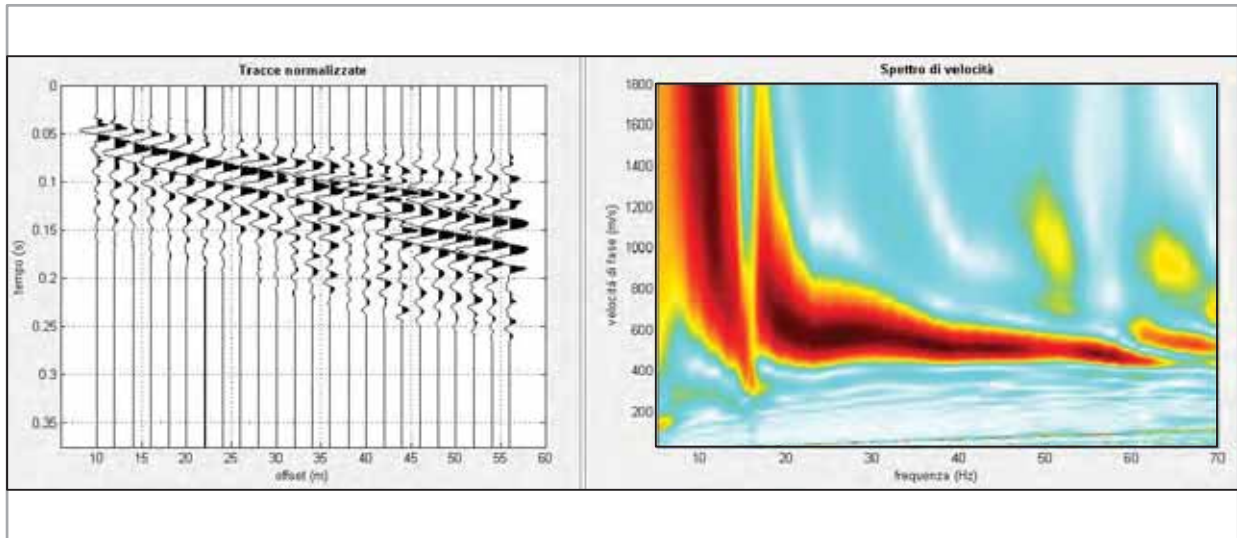 Tracce normalizzate
0
0.05
0.1
0.15
0.2
0.25
0.3
0.35
tempo (s)
10 15 20 25 30 35 40 45 50 55 60
offset (m)
Spettro di velocità
1800
1600
1400
1200
1000
800
600
400
200
velocità di fase (m/s)
10 20 30 40 50 60 70
frequenza (Hz)